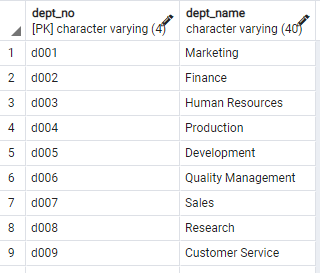 dept_no dept_name
[PK] character varying (4) character varying (40)
1 d001 Marketing
2 d002 Finance
3 d003 Human Resources
4 d004 Production
5 d005 Development
6 d006 Quality Management
7 d007 Sales
8 d008 Research
9 d009 Customer Service